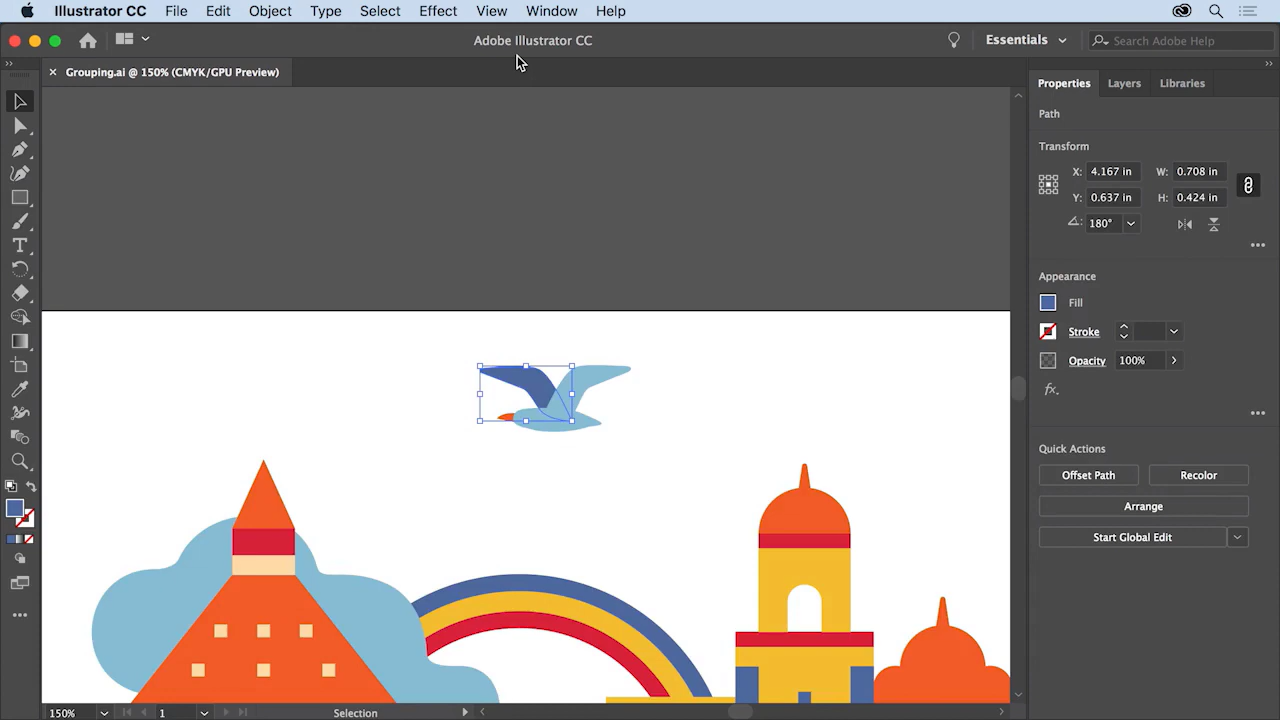 Illustrator CC File Edit Object Type Select Effect View Window Help
Adobe Illustrator CC
Essentials
Search Adobe Help
Grouping.ai @ 150% (CMYK/GPU Preview)
Properties Layers Libraries
Path
Transform
X: 4.167 in W: 0.708 in
Y: 0.637 in H: 0.424 in
180°
Appearance
Fill
Stroke
Opacity 100%
fx.
Quick Actions
Offset Path Recolor
Arrange
Start Global Edit
150% 1 Selection